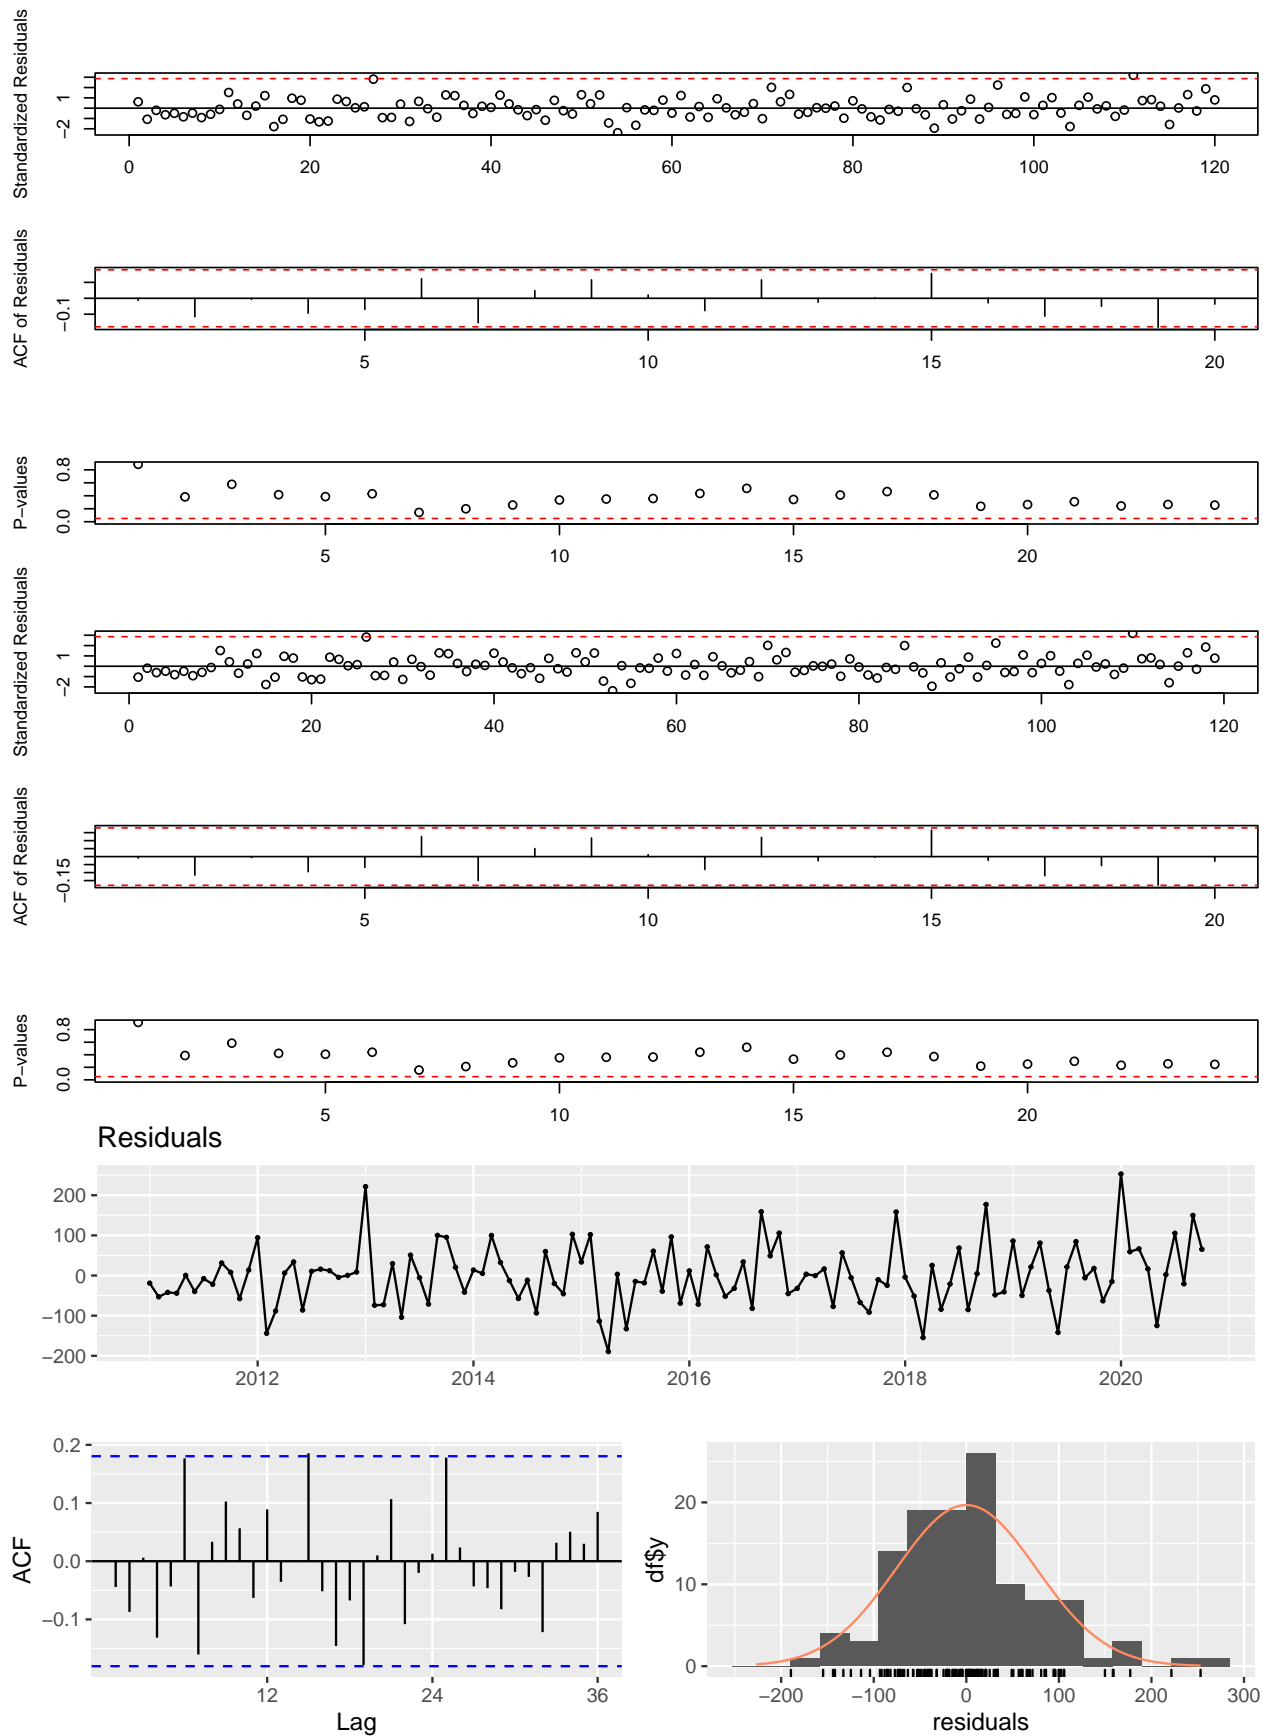 Standardized Residuals
1
−2
0 20 40 60 80 100 120
ACF of Residuals
−0.1
5 10 15 20
P−values
0.8
0.0
5 10 15 20
Standardized Residuals
1
−2
0 20 40 60 80 100 120
ACF of Residuals
−0.15
5 10 15 20
P−values
0.8
0.0
5 10 15 20
Residuals
200
100
0
−100
−200
2012 2014 2016 2018 2020
ACF
0.2
0.1
0.0
−0.1
12 24 36
Lag
df$y
20
10
0
−200 −100 0 100 200 300
residuals